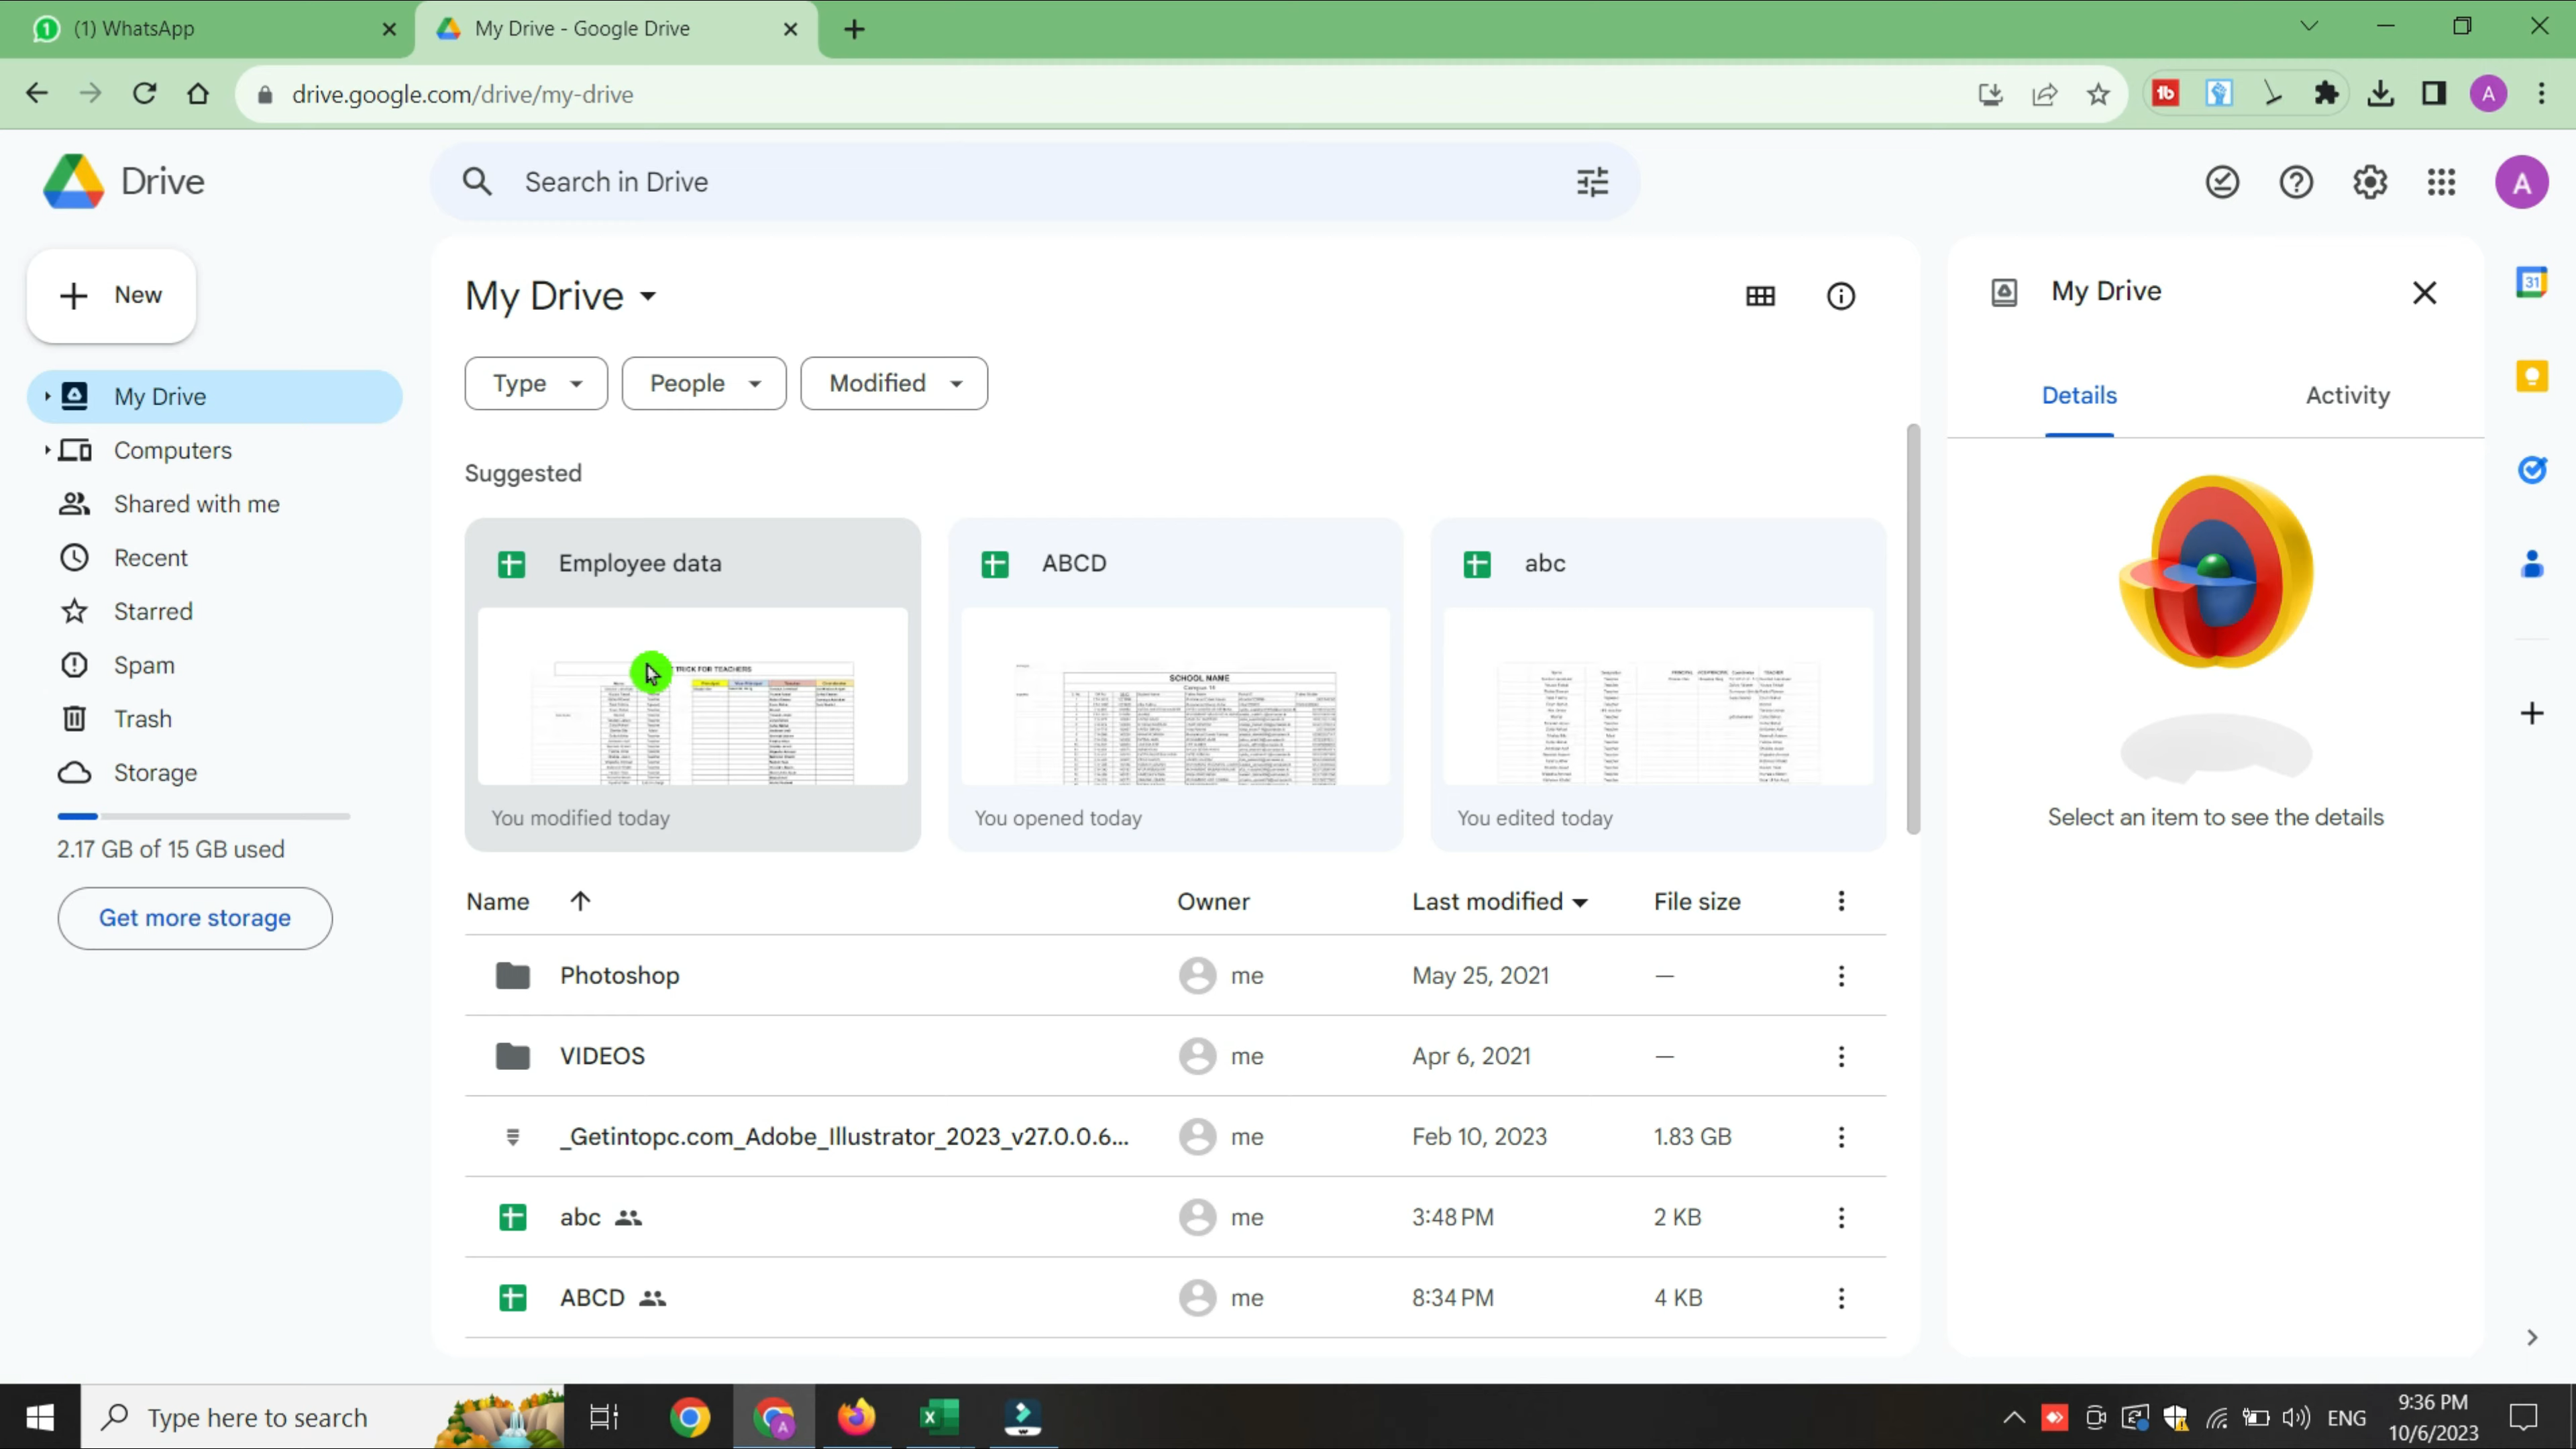 (1) WhatsApp
My Drive - Google Drive
drive.google.com/drive/my-drive
A
Drive
Search in Drive
A
New
My Drive
Computers
Shared with me
Recent
Starred
Spam
Trash
Storage
2.17 GB of 15 GB used
Get more storage
My Drive
Type
People
Modified
Suggested
Employee data
TRICK FOR TEACHERS
You modified today
ABCD
SCHOOL NAME
You opened today
abc
You edited today
Name
Owner
Last modified
File size
Photoshop
me
May 25, 2021
—
VIDEOS
me
Apr 6, 2021
—
_Getintopc.com_Adobe_Illustrator_2023_v27.0.0.6...
me
Feb 10, 2023
1.83 GB
abc
me
3:48 PM
2 KB
ABCD
me
8:34 PM
4 KB
My Drive
Details
Activity
Select an item to see the details
31
Type here to search
ENG
9:36 PM
10/6/2023